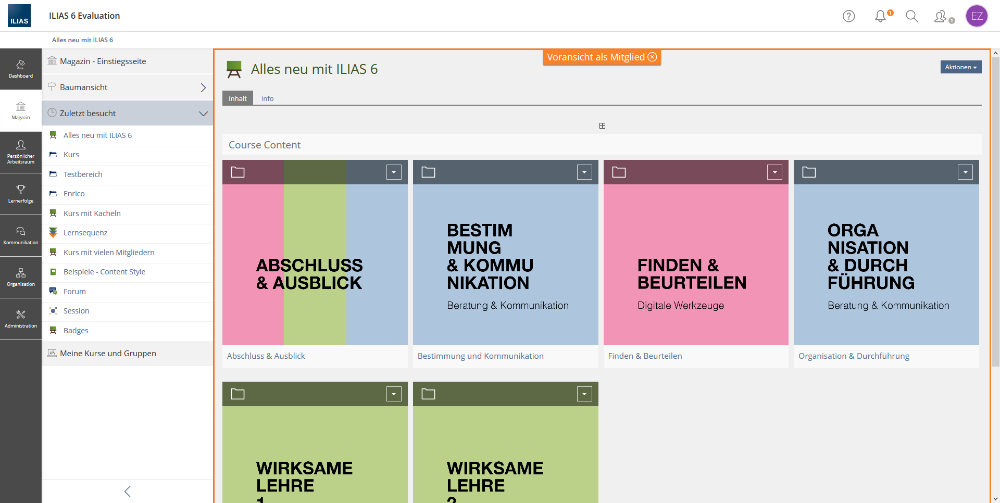 ILIAS
ILIAS 6 Evaluation
1
1
EZ
Alles neu mit ILIAS 6
Dashboard
Magazin
Persönlicher
Arbeitsraum
Lernerfolge
Kommunikation
Organisation
Administration
Magazin - Einstiegsseite
Baumansicht
Zuletzt besucht
Alles neu mit ILIAS 6
Kurs
Testbereich
Enrico
Kurs mit Kacheln
Lernsequenz
Kurs mit vielen Mitgliedern
Beispiele - Content Style
Forum
Session
Badges
Meine Kurse und Gruppen
Voransicht als Mitglied
Alles neu mit ILIAS 6
Aktionen
Inhalt
Info
Course Content
ABSCHLUSS
& AUSBLICK
Abschluss & Ausblick
BESTIM
MUNG
& KOMMU
NIKATION
Beratung & Kommunikation
Bestimmung und Kommunikation
FINDEN &
BEURTEILEN
Digitale Werkzeuge
Finden & Beurteilen
ORGA
NISATION
& DURCH
FÜHRUNG
Beratung & Kommunikation
Organisation & Durchführung
WIRKSAME
LEHRE
1
WIRKSAME
LEHRE
2